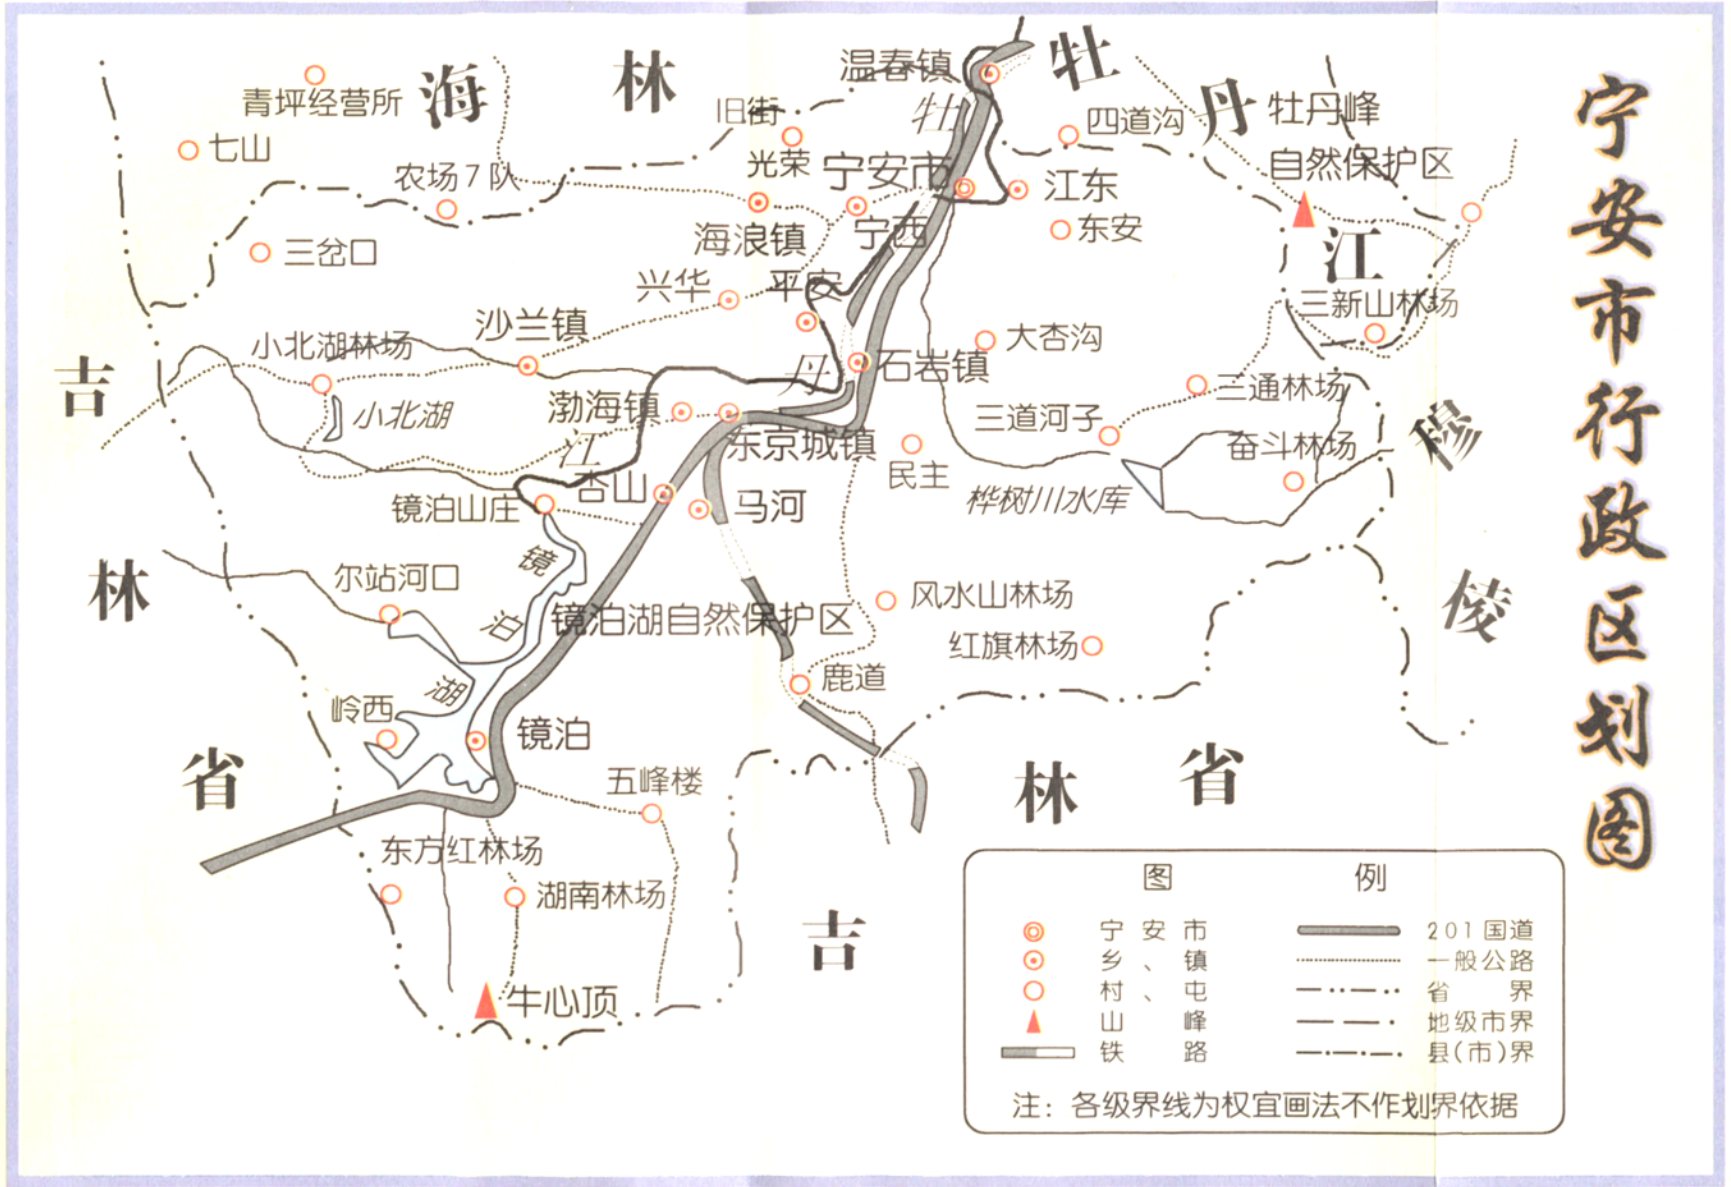 宁安市行政区划图
海林
牡丹江
穆棱
吉林省
吉林省
青坪经营所
七山
农场7队
三岔口
旧街
光荣
温春镇
牡
丹
江
四道沟
牡丹峰
自然保护区
宁安市
江东
宁西
东安
海浪镇
兴华
平安
沙兰镇
小北湖林场
小北湖
石岩镇
大杏沟
三新山林场
三通林场
三道河子
奋斗林场
渤海镇
东京城镇
民主
桦树川水库
杏山
马河
镜泊山庄
尔站河口
镜
泊
湖
镜泊湖自然保护区
风水山林场
红旗林场
鹿道
岭西
镜泊
五峰楼
东方红林场
湖南林场
牛心顶
图例
宁安市
乡、镇
村、屯
山峰
铁路
201国道
一般公路
省界
地级市界
县(市)界
注：各级界线为权宜画法不作划界依据